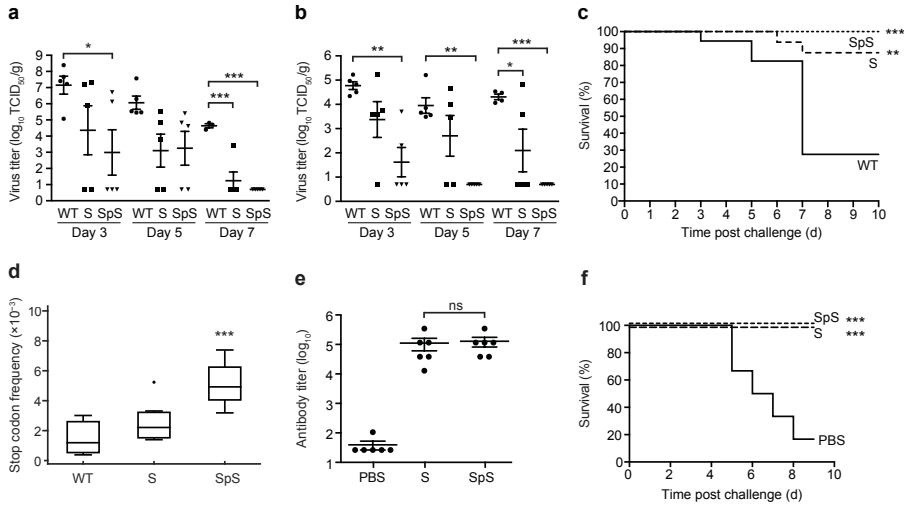 a
*
***
***
Virus titer (log10 TCID50/g)
9
8
7
6
5
4
3
2
1
0
WT S SpS WT S SpS WT S SpS
Day 3 Day 5 Day 7
b
**
**
***
*
Virus titer (log10 TCID50/g)
6
5
4
3
2
1
0
WT S SpS WT S SpS WT S SpS
Day 3 Day 5 Day 7
c
Survival (%)
100
90
80
70
60
50
40
30
20
10
0
SpS ***
S **
WT
0 1 2 3 4 5 6 7 8 9 10
Time post challenge (d)
d
Stop codon frequency (×10–3)
8
6
4
2
0
***
WT S SpS
e
ns
Antibody titer (log10)
6
5
4
3
2
1
PBS S SpS
f
Survival (%)
100
80
60
40
20
0
SpS ***
S ***
PBS
0 2 4 6 8 10
Time post challenge (d)